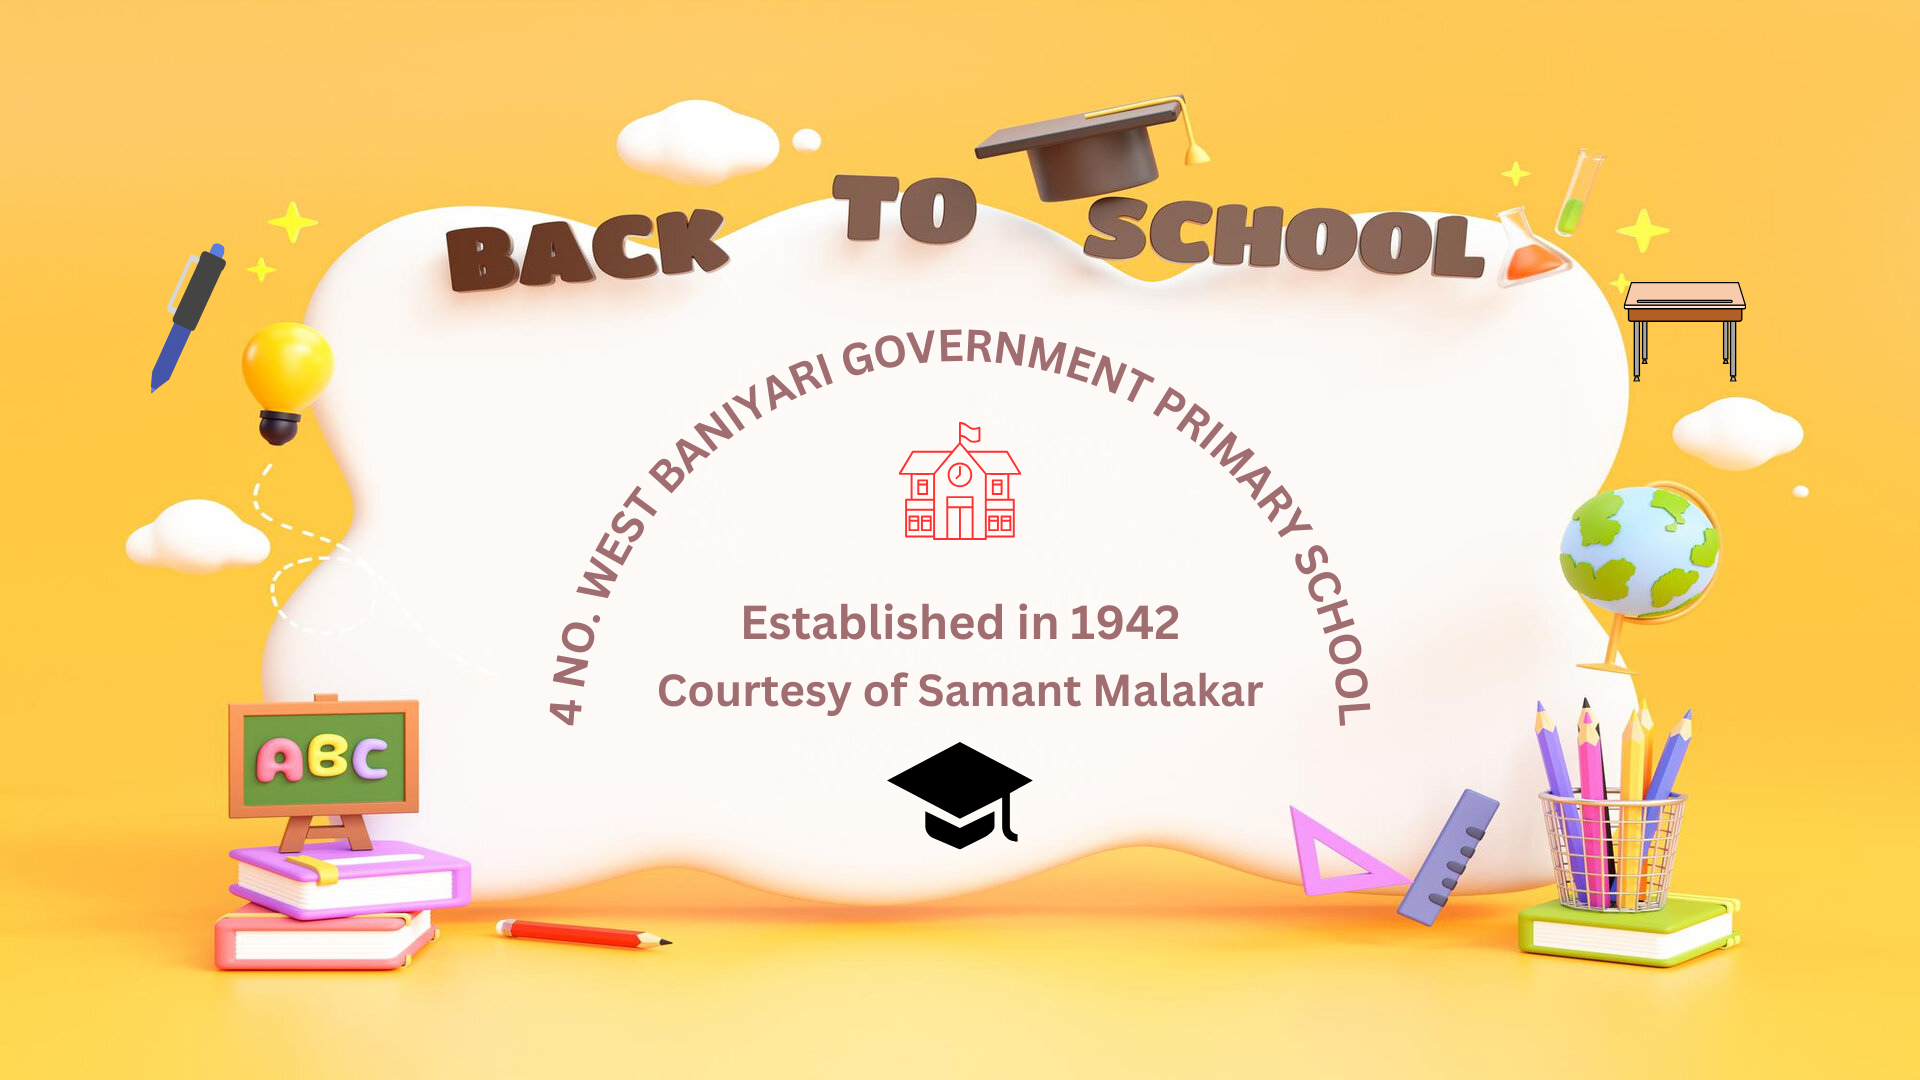 BACK TO SCHOOL
4 NO. WEST BANIYARI GOVERNMENT PRIMARY SCHOOL
Established in 1942
Courtesy of Samant Malakar
ABC